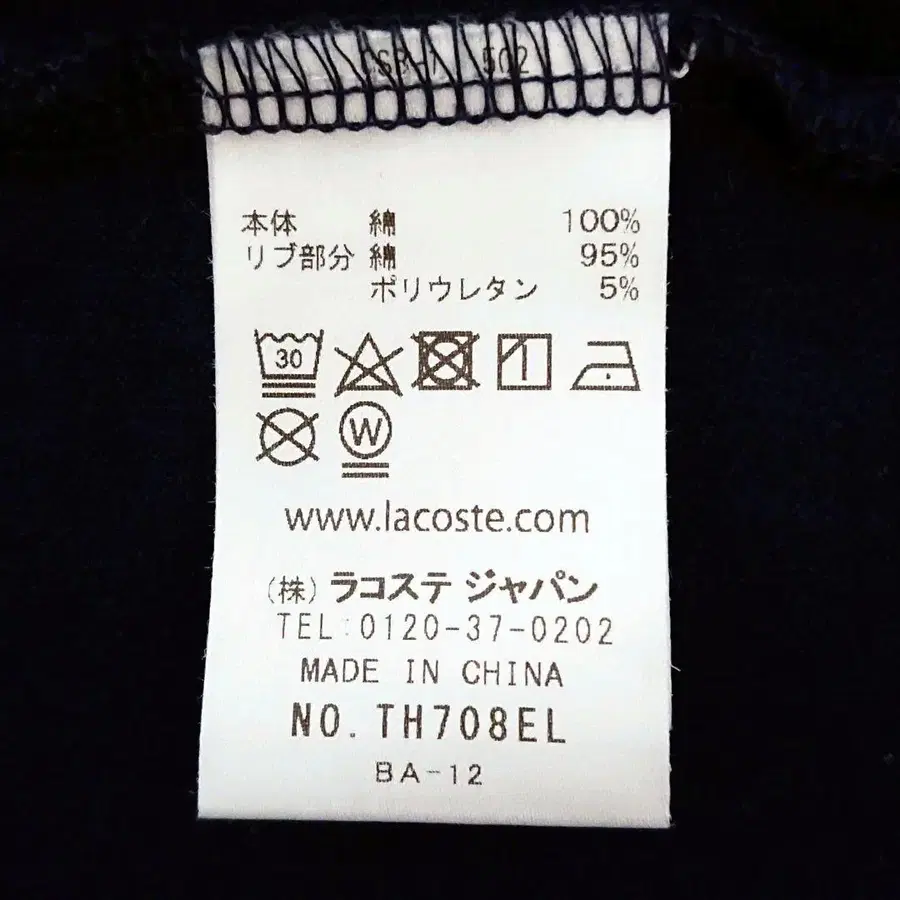 本体 綿 100%
リブ部分 綿 95%
ポリウレタン 5%
30
W
www.lacoste.com
(株) ラコステ ジャパン
TEL:0120-37-0202
MADE IN CHINA
NO. TH708EL
BA-12